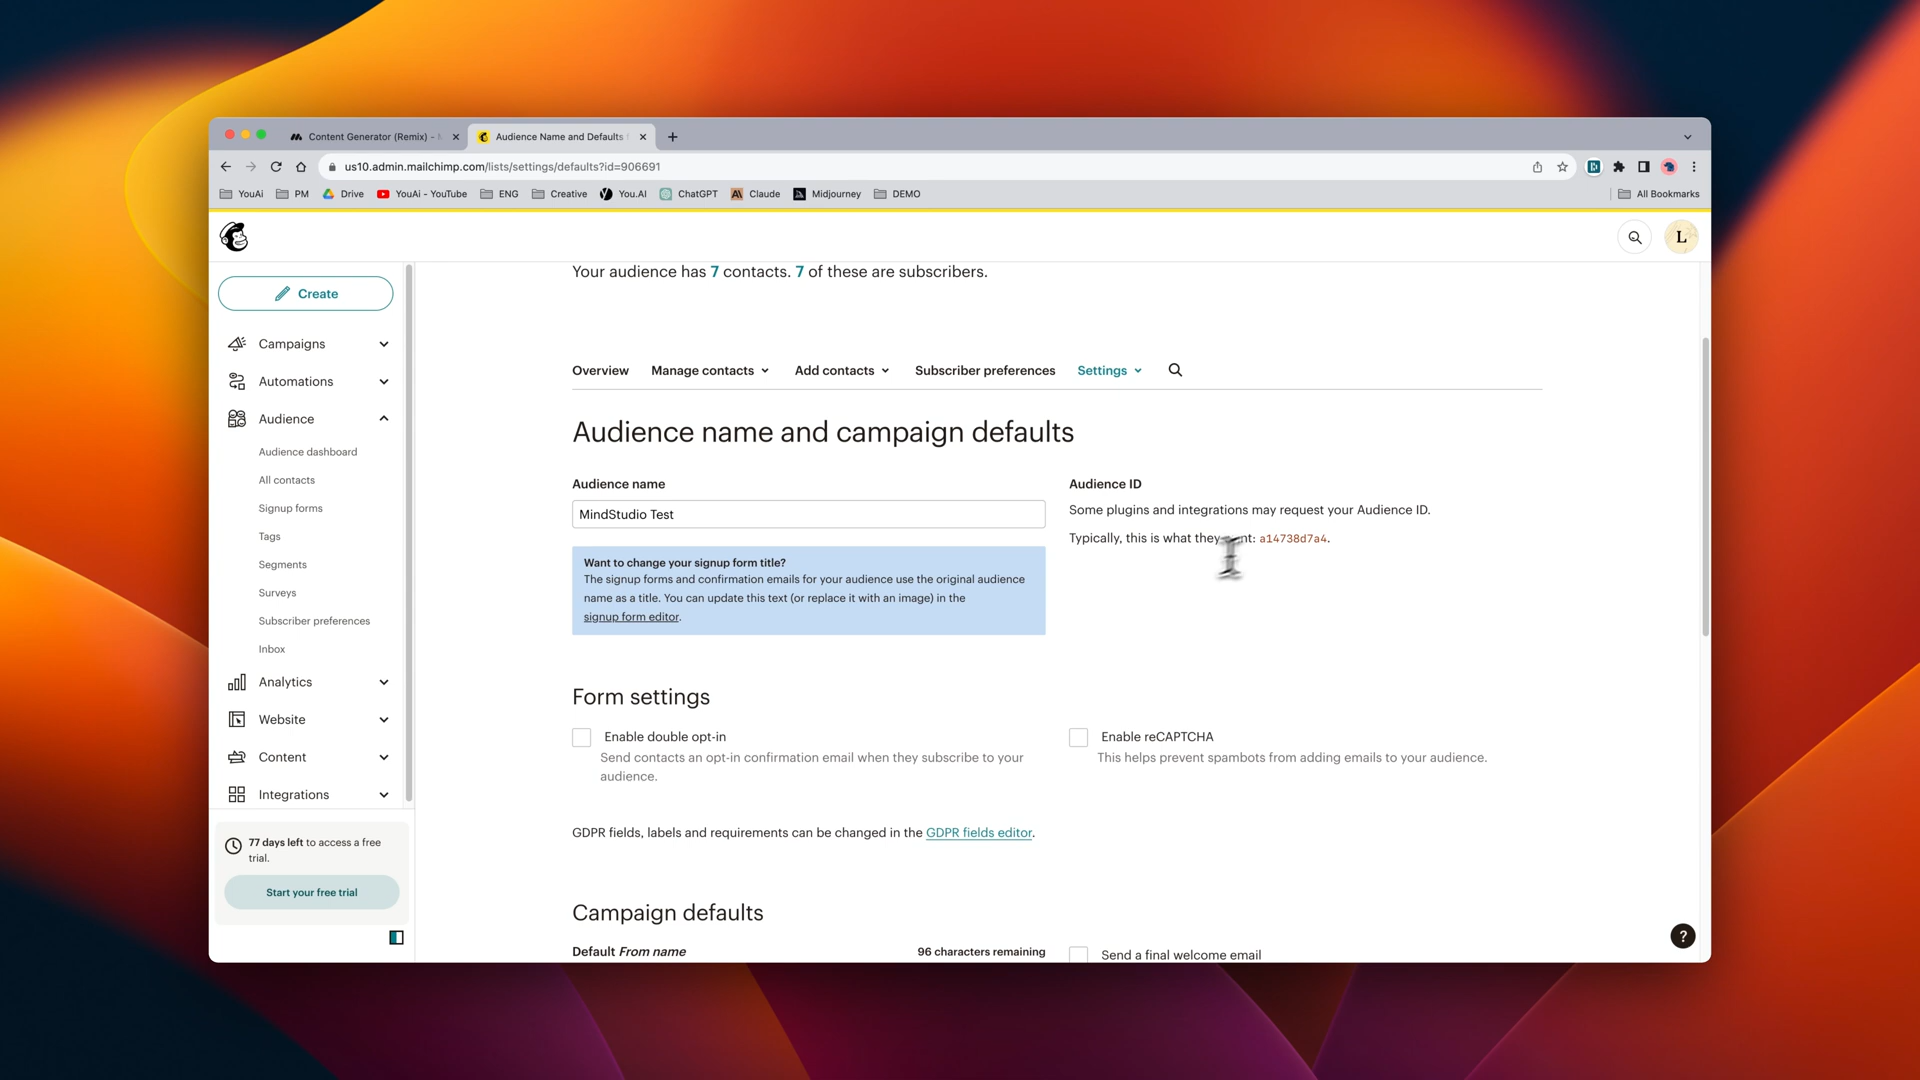 Content Generator (Remix) -
Audience Name and Defaults
us10.admin.mailchimp.com/lists/settings/defaults?id=906691
YouAi PM Drive YouAi - YouTube ENG Creative You.AI ChatGPT Claude Midjourney DEMO All Bookmarks
L
Create
Campaigns
Automations
Audience
Audience dashboard
All contacts
Signup forms
Tags
Segments
Surveys
Subscriber preferences
Inbox
Analytics
Website
Content
Integrations
77 days left to access a free
trial.
Start your free trial
Your audience has 7 contacts. 7 of these are subscribers.
Overview Manage contacts Add contacts Subscriber preferences Settings
Audience name and campaign defaults
Audience name
MindStudio Test
Want to change your signup form title?
The signup forms and confirmation emails for your audience use the original audience
name as a title. You can update this text (or replace it with an image) in the
signup form editor.
Audience ID
Some plugins and integrations may request your Audience ID.
Typically, this is what they : a14738d7a4.
Form settings
Enable double opt-in
Send contacts an opt-in confirmation email when they subscribe to your
audience.
Enable reCAPTCHA
This helps prevent spambots from adding emails to your audience.
GDPR fields, labels and requirements can be changed in the GDPR fields editor.
Campaign defaults
Default From name 96 characters remaining
Send a final welcome email
?